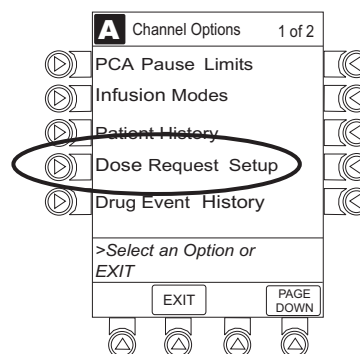 A Channel Options 1 of 2
PCA Pause Limits
Infusion Modes
Patient History
Dose Request Setup
Drug Event History
>Select an Option or
EXIT
EXIT
PAGE
DOWN